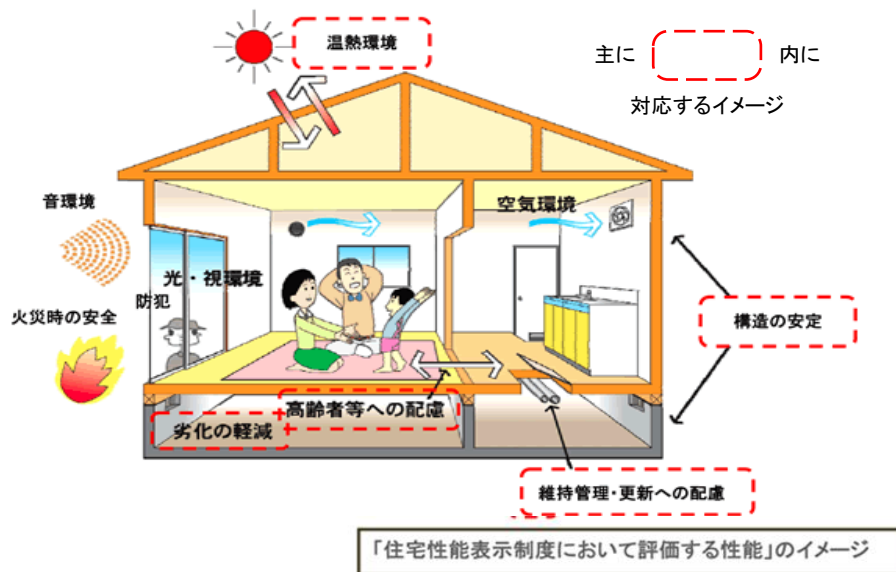 温熱環境
主に 内に
対応するイメージ
音環境
空気環境
光・視環境
防犯
火災時の安全
構造の安定
高齢者等への配慮
劣化の軽減
維持管理・更新への配慮
「住宅性能表示制度において評価する性能」のイメージ